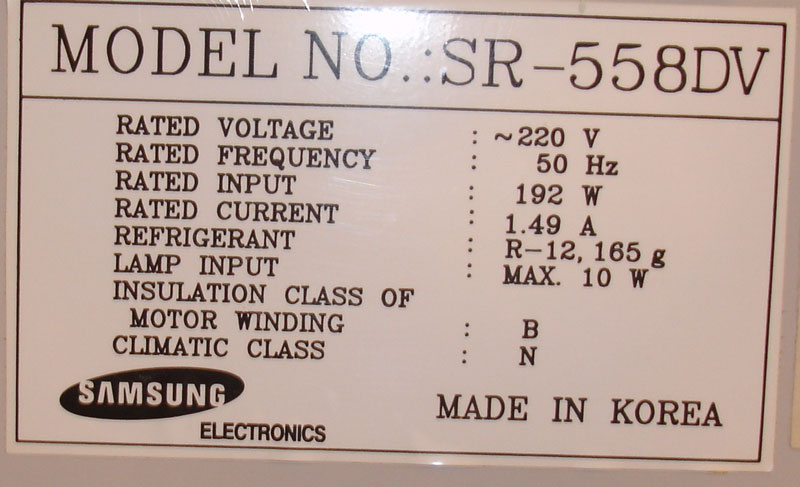 MODEL NO.:SR-558DV
RATED VOLTAGE : ~220 V
RATED FREQUENCY : 50 Hz
RATED INPUT : 192 W
RATED CURRENT : 1.49 A
REFRIGERANT : R-12, 165 g
LAMP INPUT : MAX. 10 W
INSULATION CLASS OF
MOTOR WINDING : B
CLIMATIC CLASS : N
SAMSUNG
ELECTRONICS
MADE IN KOREA